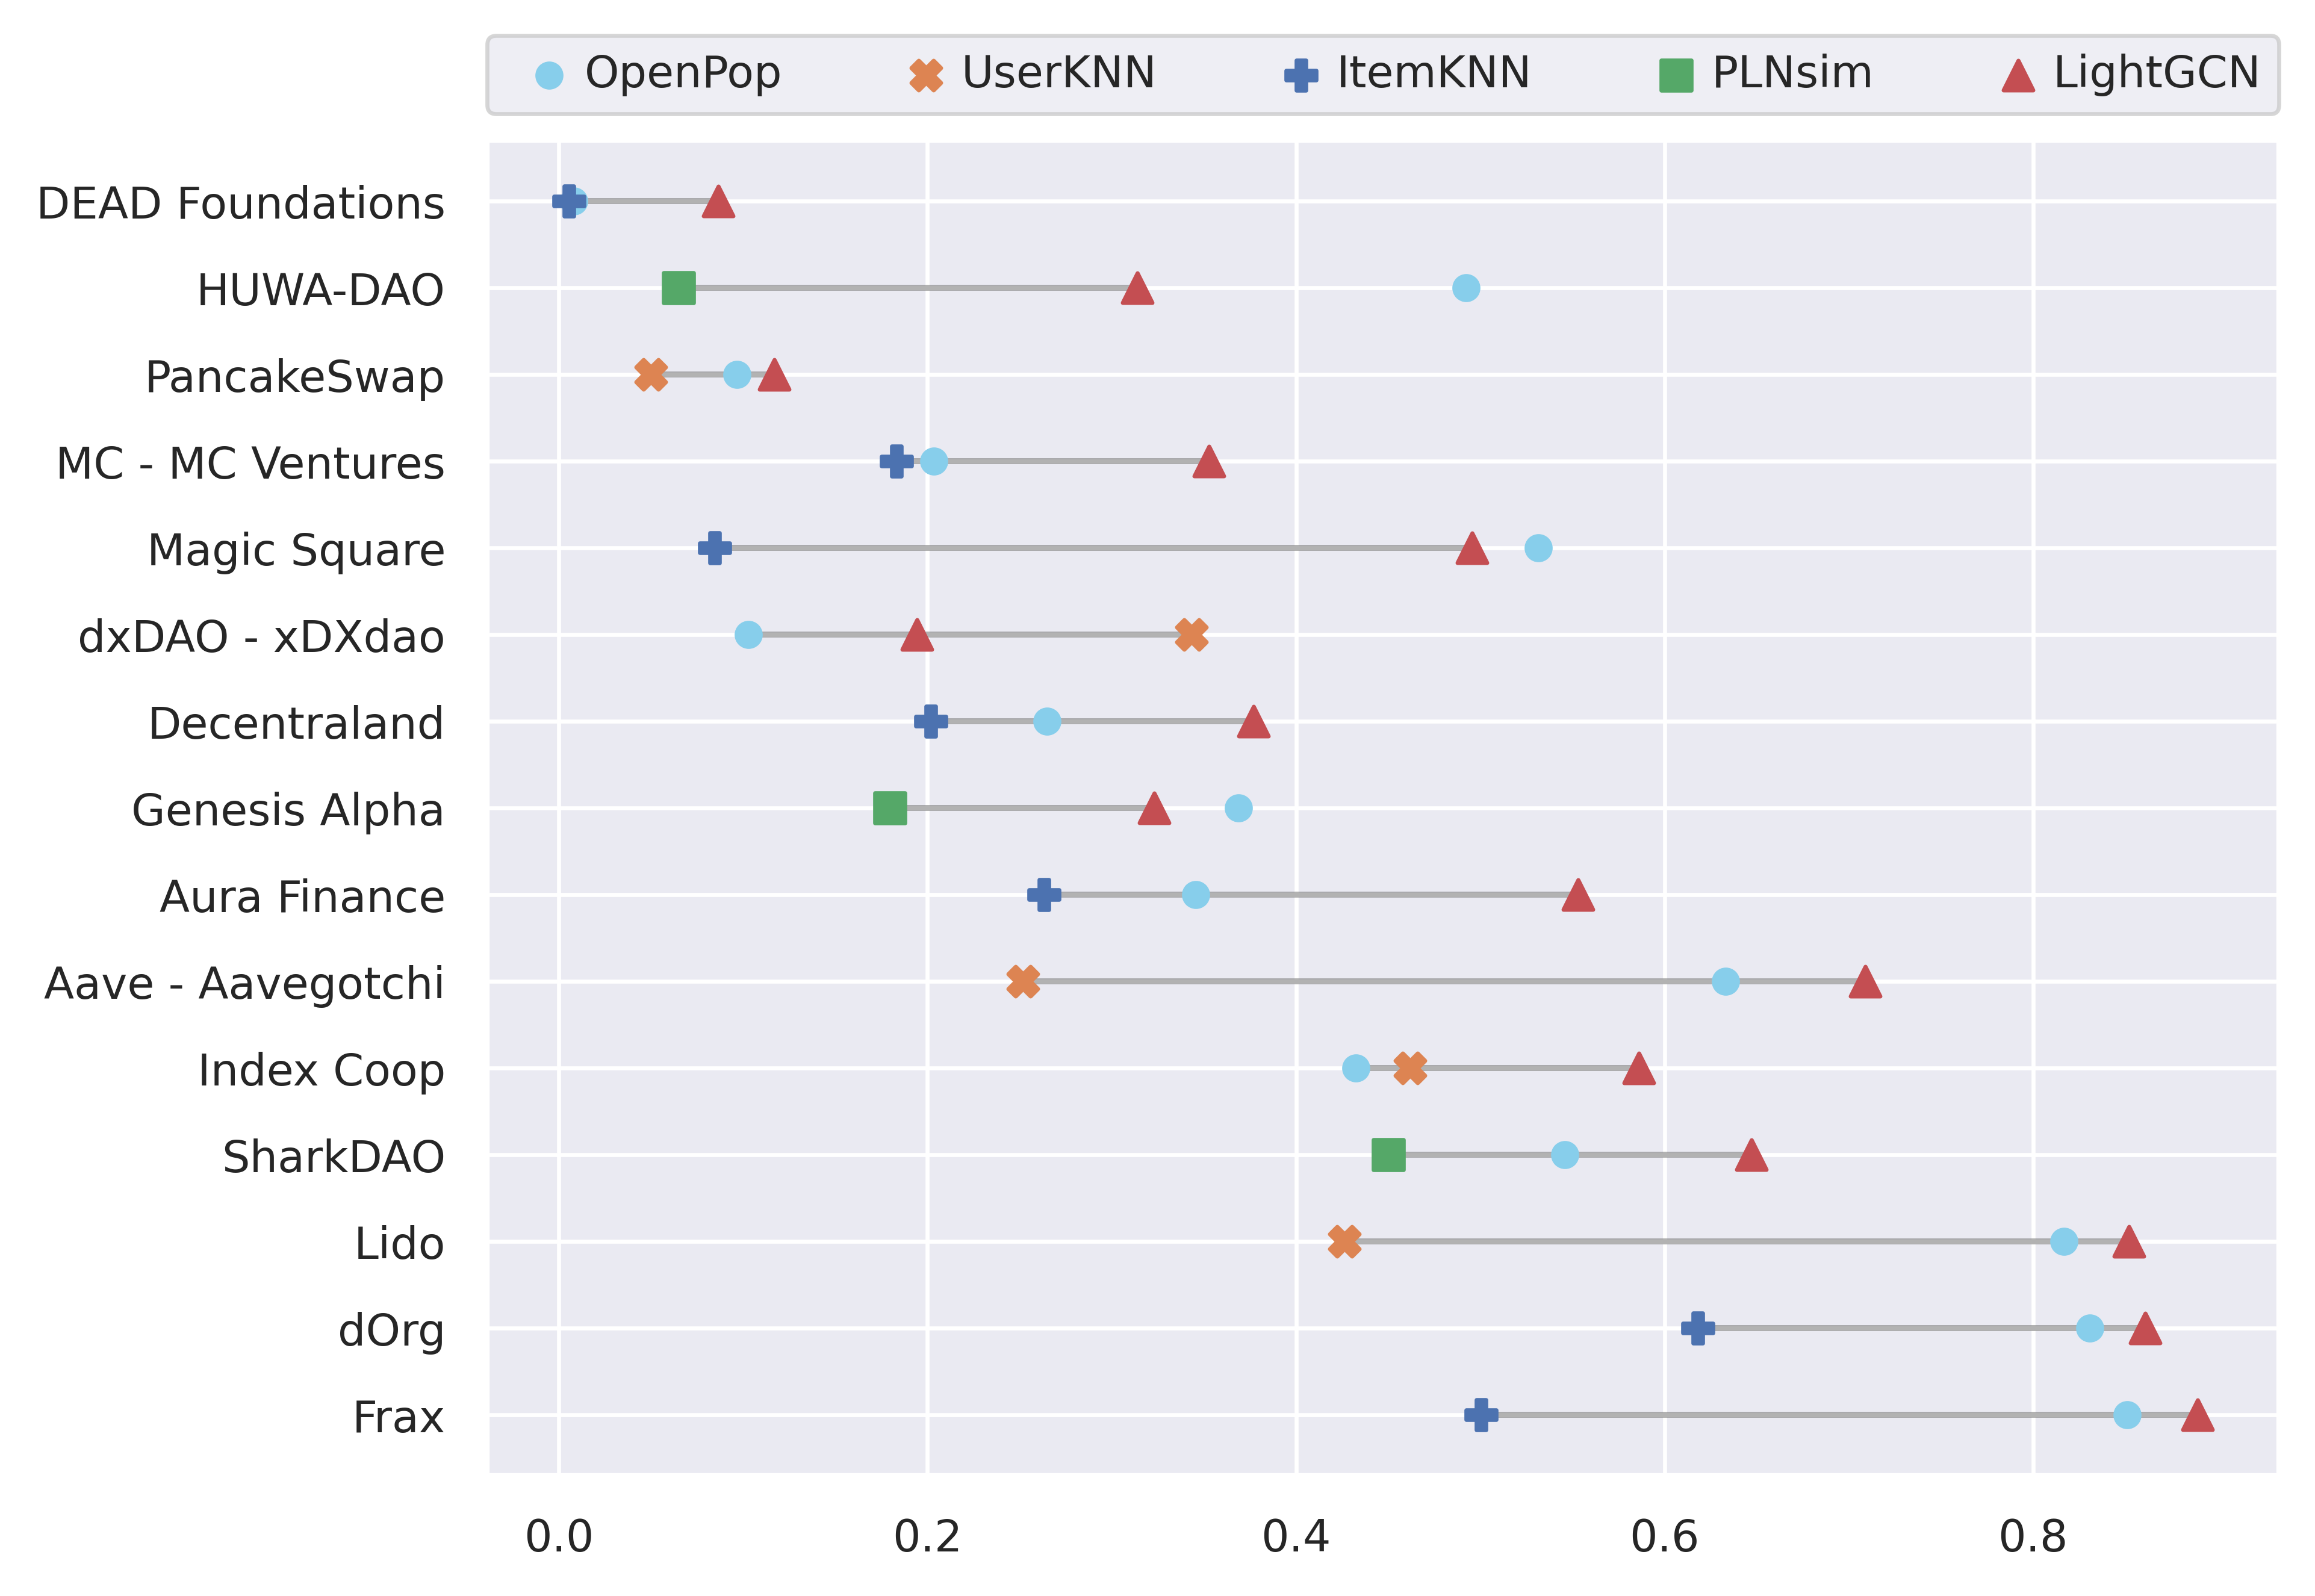 OpenPop UserKNN ItemKNN PLNsim LightGCN
DEAD Foundations
HUWA-DAO
PancakeSwap
MC - MC Ventures
Magic Square
dxDAO - xDXdao
Decentraland
Genesis Alpha
Aura Finance
Aave - Aavegotchi
Index Coop
SharkDAO
Lido
dOrg
Frax
0.0 0.2 0.4 0.6 0.8